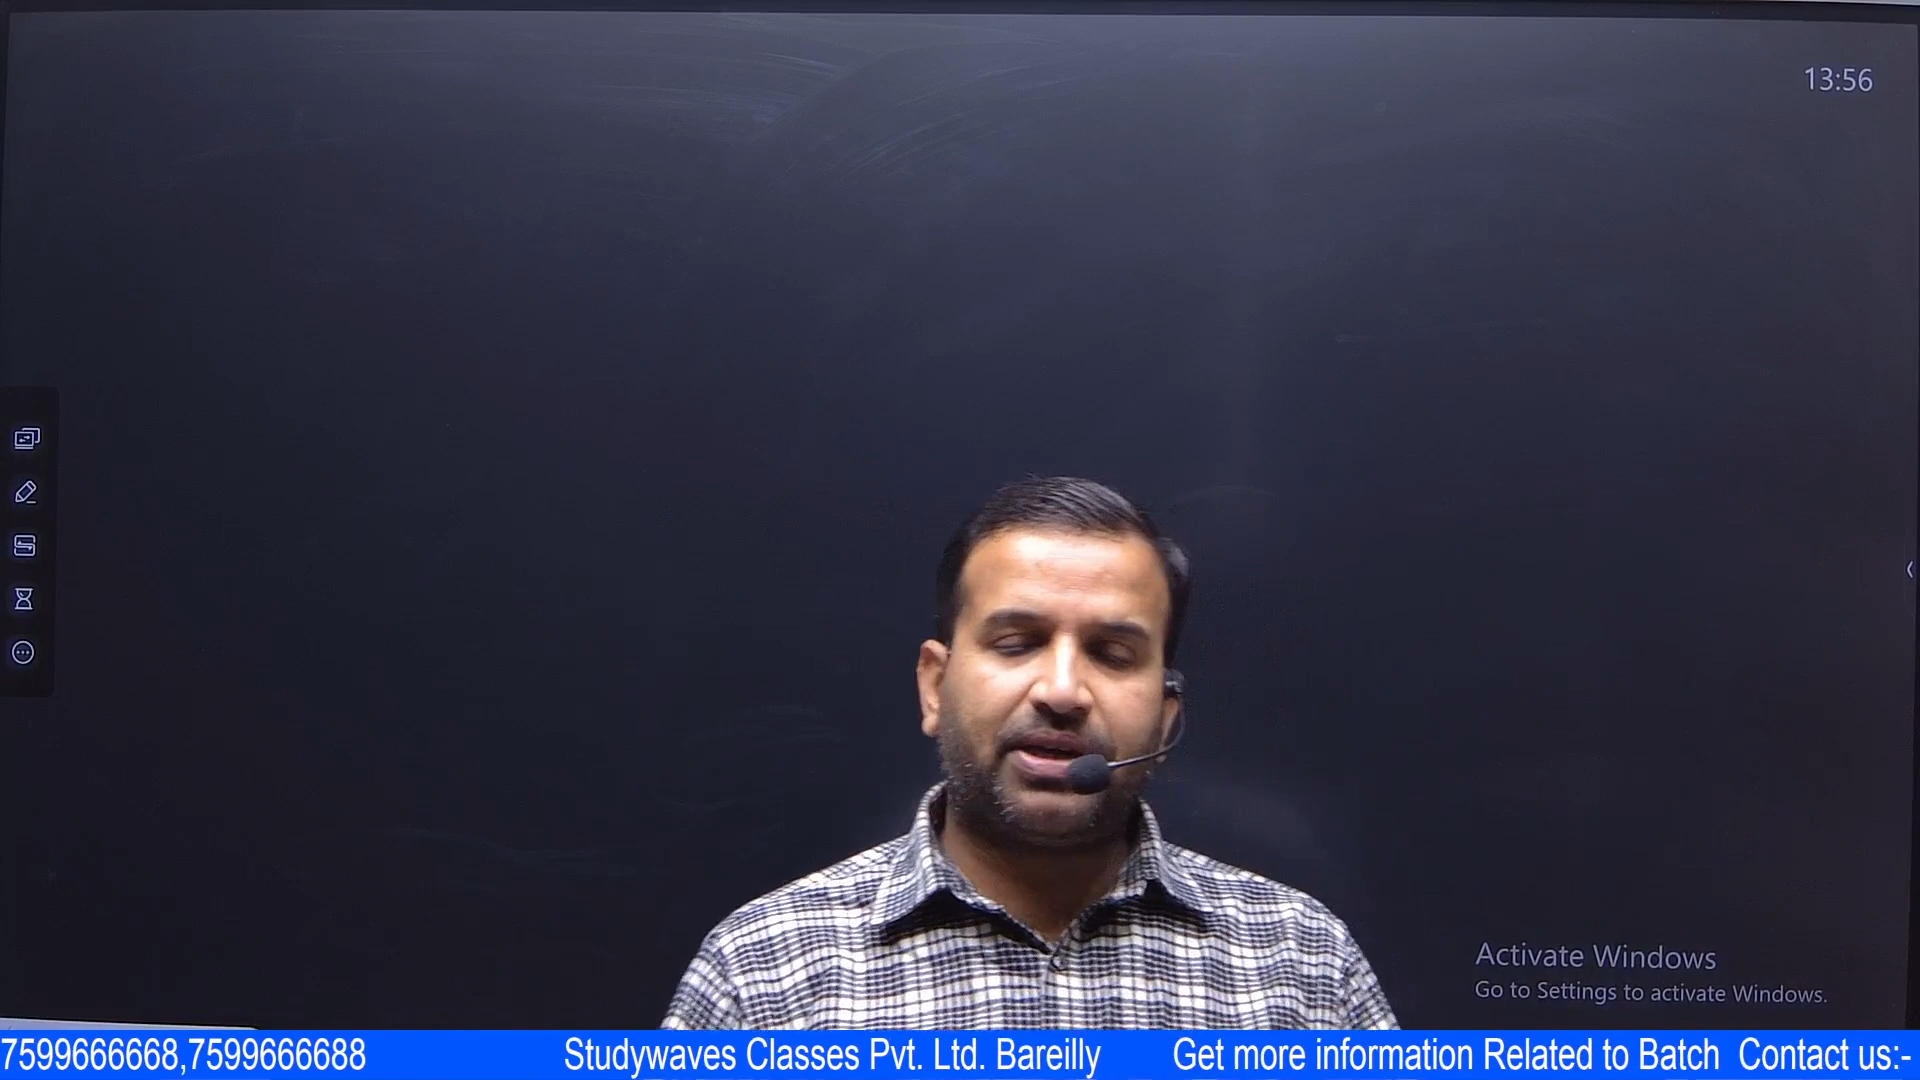 13:56
Activate Windows
Go to Settings to activate Windows.
7599666668,7599666688 Studywaves Classes Pvt. Ltd. Bareilly Get more information Related to Batch Contact us:-